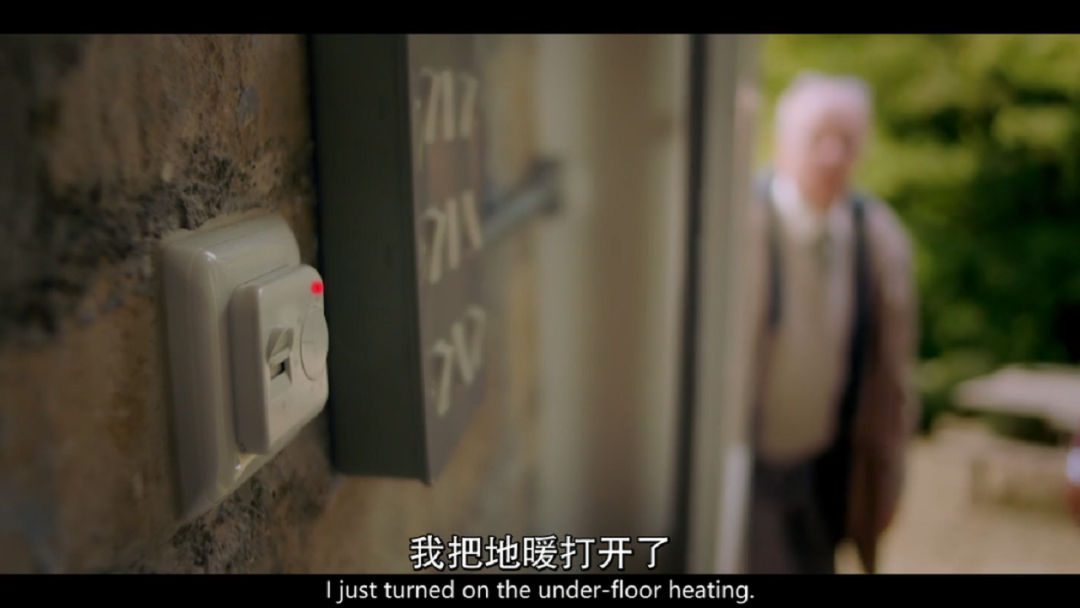 我把地暖打开了
I just turned on the under-floor heating.